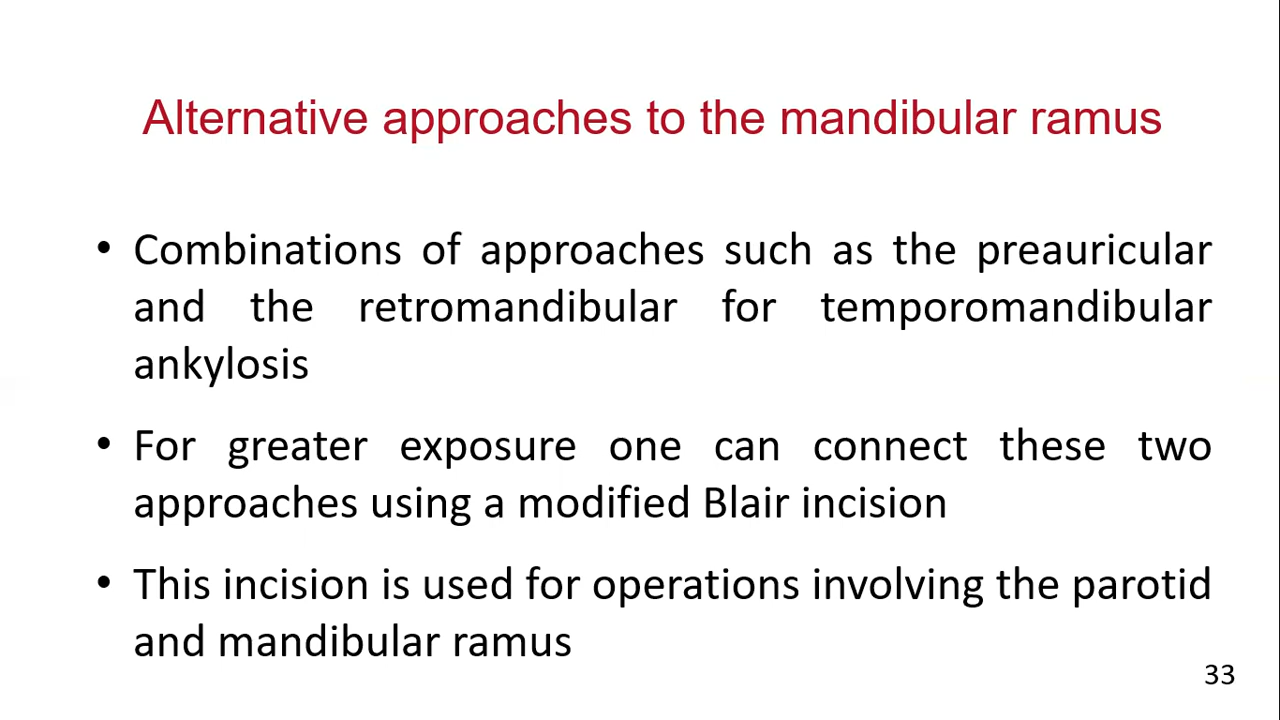 Alternative approaches to the mandibular ramus
• Combinations of approaches such as the preauricular
and the retromandibular for temporomandibular
ankylosis
• For greater exposure one can connect these two
approaches using a modified Blair incision
• This incision is used for operations involving the parotid
and mandibular ramus
33